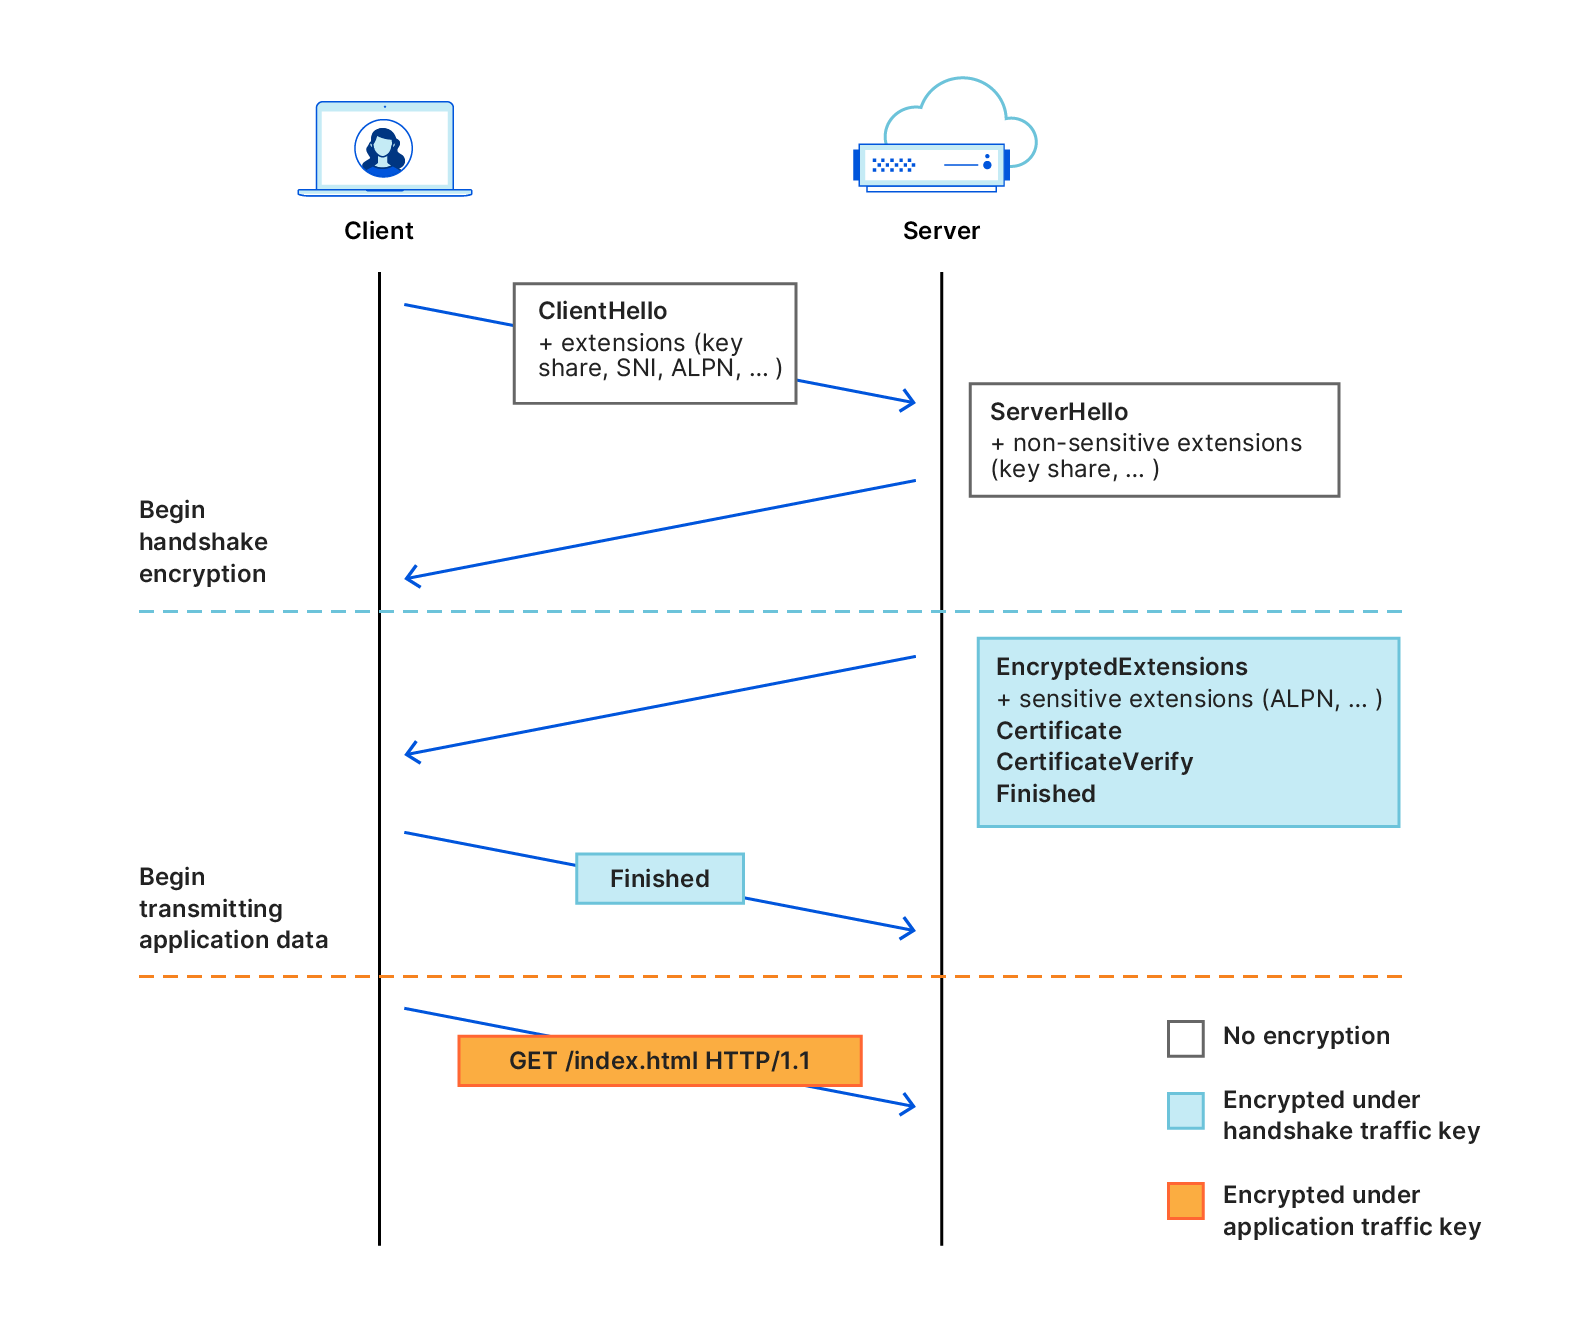 Client
Server
ClientHello
+ extensions (key
share, SNI, ALPN, ... )
ServerHello
+ non-sensitive extensions
(key share, ... )
Begin
handshake
encryption
EncryptedExtensions
+ sensitive extensions (ALPN, ... )
Certificate
CertificateVerify
Finished
Finished
Begin
transmitting
application data
GET /index.html HTTP/1.1
No encryption
Encrypted under
handshake traffic key
Encrypted under
application traffic key